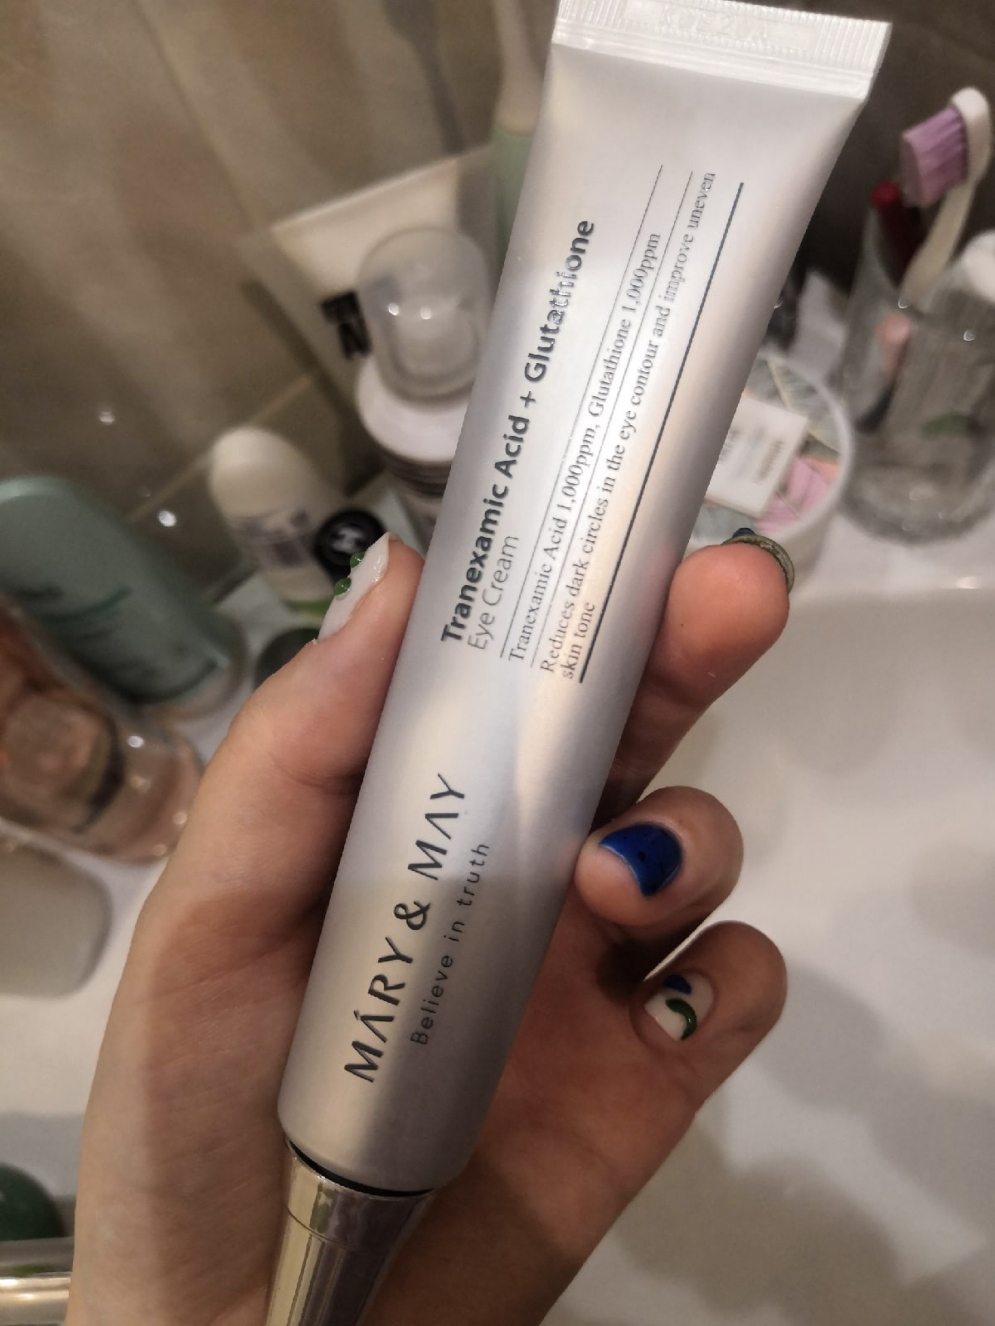 Tranexamic Acid + Glutathione
Eye Cream
Tranexamic Acid 1,000ppm, Glutathione 1,000ppm
Reduces dark circles in the eye contour and improve uneven
skin tone
MÁRY & MAY
Believe in truth